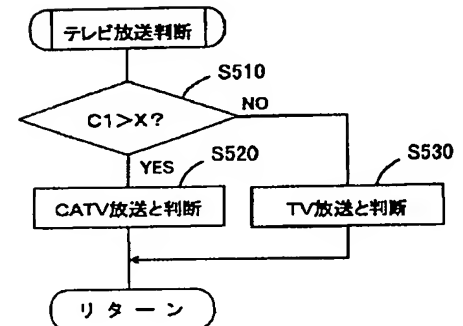 テレビ放送判断
S510
C1>X?
NO
YES
S520
S530
CATV放送と判断
TV放送と判断
リターン